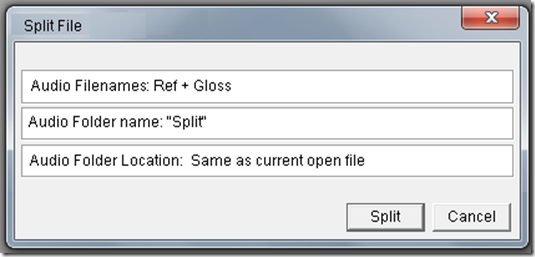 Split File
Audio Filenames: Ref + Gloss
Audio Folder name: "Split"
Audio Folder Location:  Same as current open file
Split
Cancel